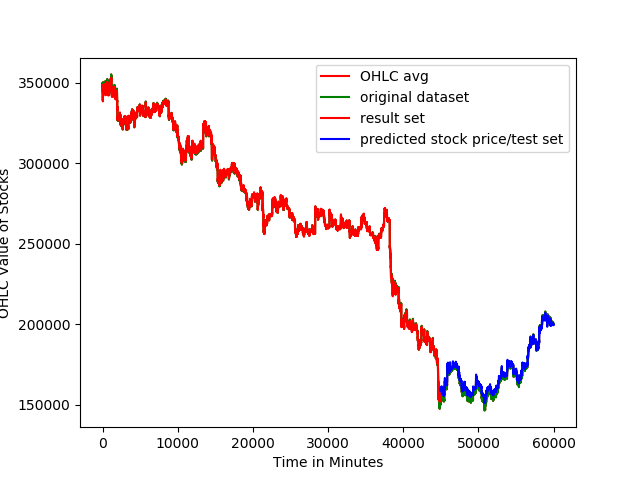 350000
300000
250000
200000
150000
OHLC Value of Stocks
0
10000
20000
30000
40000
50000
60000
Time in Minutes
OHLC avg
original dataset
result set
predicted stock price/test set